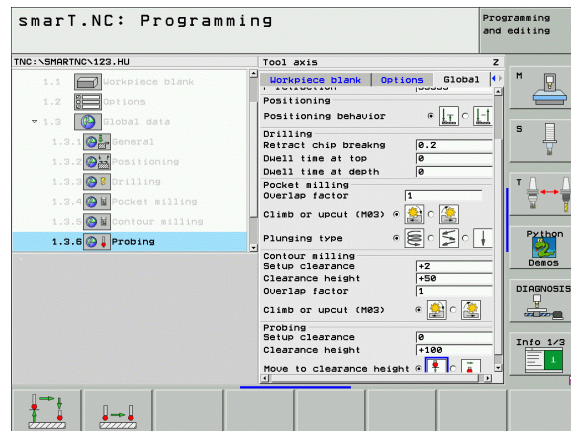 smarT.NC: Programming
Programming
and editing
TNC:\SMARTNC\123.HU
Tool axis Z
1.1 Workpiece blank
1.2 Options
1.3 Global data
1.3.1 General
1.3.2 Positioning
1.3.3 Drilling
1.3.4 Pocket milling
1.3.5 Contour milling
1.3.6 Probing
Workpiece blank Options Global
Positioning
Positioning behavior
Drilling
Retract chip breakng 0.2
Dwell time at top 0
Dwell time at depth 0
Pocket milling
Overlap factor 1
Climb or upcut (M03)
Plunging type
Contour milling
Setup clearance +2
Clearance height +50
Overlap factor 1
Climb or upcut (M03)
Probing
Setup clearance 0
Clearance height +100
Move to clearance height
M
S
T
Python
Demos
DIAGNOSIS
Info 1/3